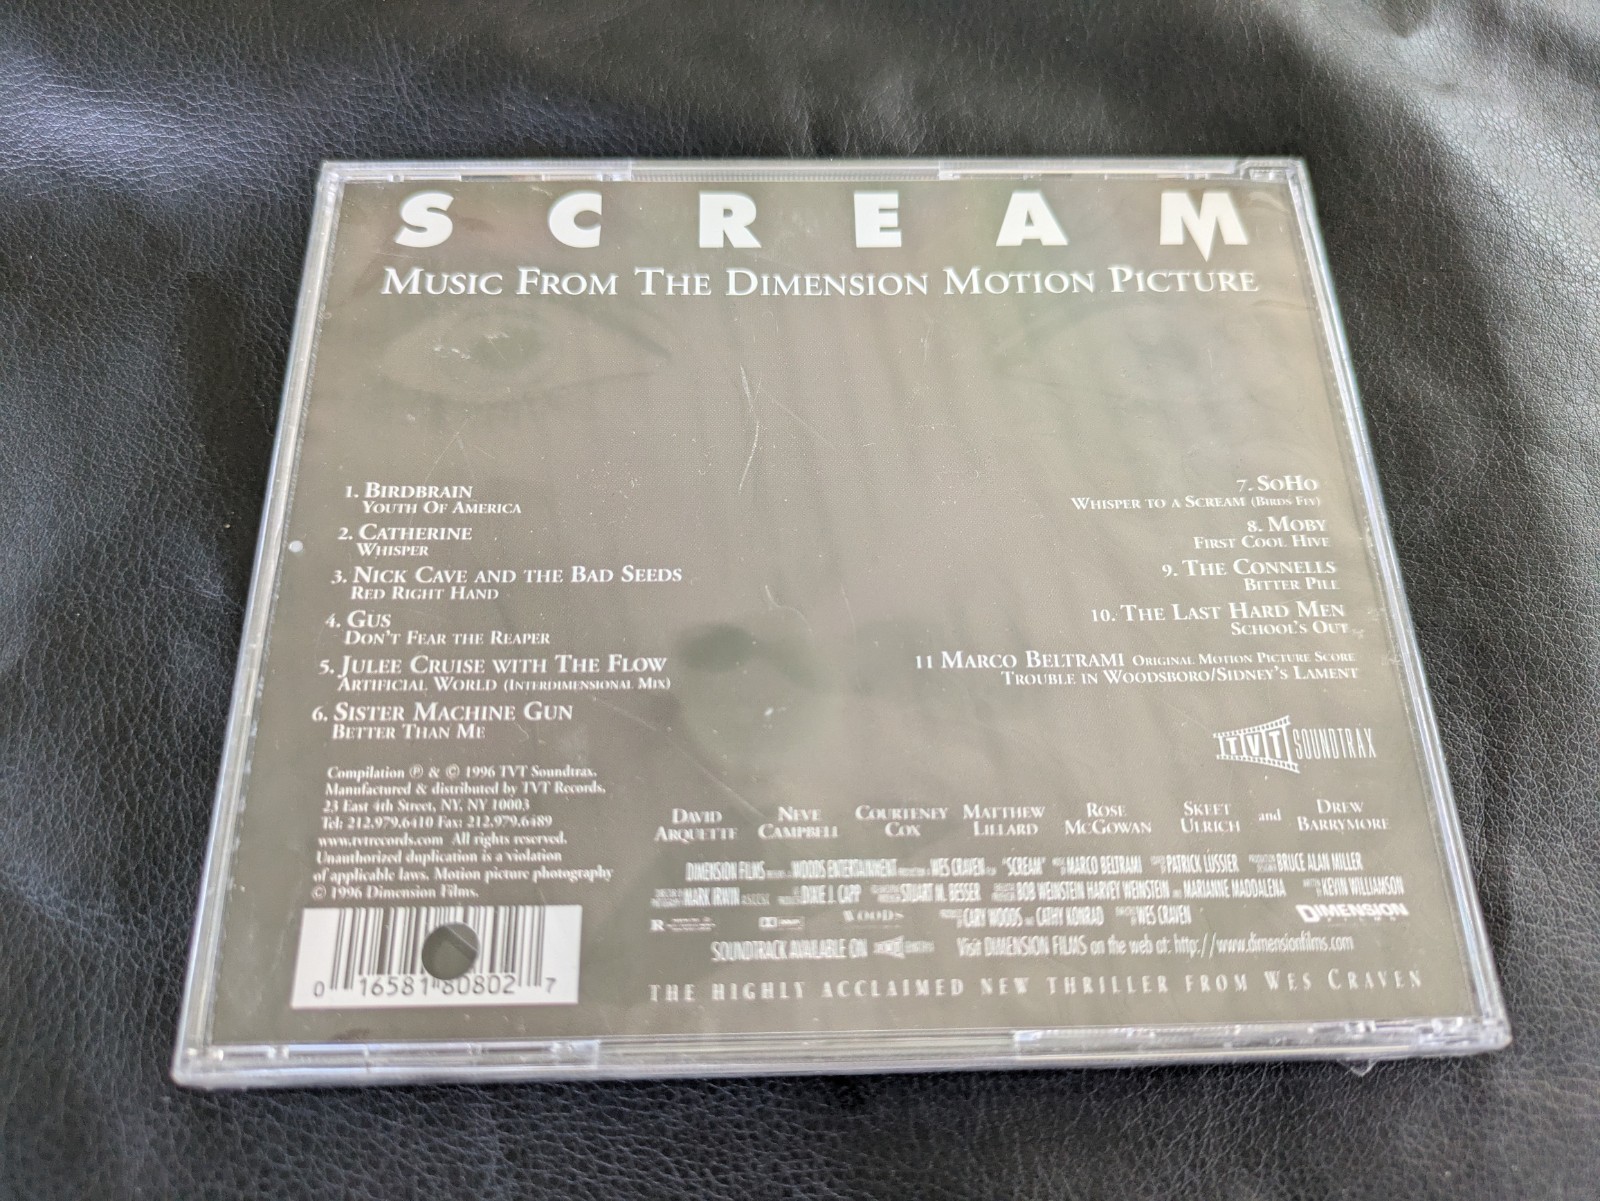 SCREAM
MUSIC FROM THE DIMENSION MOTION PICTURE
1. BIRDBRAIN
YOUTH OF AMERICA
2. CATHERINE
WHISPER
3. NICK CAVE AND THE BAD SEEDS
RED RIGHT HAND
4. GUS
DON'T FEAR THE REAPER
5. JULEE CRUISE WITH THE FLOW
ARTIFICIAL WORLD (INTERDIMENSIONAL MIX)
6. SISTER MACHINE GUN
BETTER THAN ME
7. SOHO
WHISPER TO A SCREAM (BIRDS FLY)
8. MOBY
FIRST COOL HIVE
9. THE CONNELLS
BITTER PILL
10. THE LAST HARD MEN
SCHOOL'S OUT
11 MARCO BELTRAMI ORIGINAL MOTION PICTURE SCORE
TROUBLE IN WOODSBORO/SIDNEY'S LAMENT
TVT SOUNDTRAX
Compilation ℗ & © 1996 TVT Soundtrax.
Manufactured & distributed by TVT Records.
23 East 4th Street, NY, NY 10003
Tel: 212.979.6410 Fax: 212.979.6489
www.tvtrecords.com All rights reserved.
Unauthorized duplication is a violation
of applicable laws. Motion picture photography
© 1996 Dimension Films.
0 16581 80802 7
DAVID ARQUETTE NEVE CAMPBELL COURTENEY COX MATTHEW LILLARD ROSE MCGOWAN SKEET ULRICH and DREW BARRYMORE
DIMENSION FILMS WOODS ENTERTAINMENT WES CRAVEN "SCREAM" MARCO BELTRAMI PATRICK LUSSIER BRUCE ALAN MILLER
MARK IRWIN DIXIE J. CAPP STUART M. BESSER BOB WEINSTEIN HARVEY WEINSTEIN MARIANNE MADDALENA KEVIN WILLIAMSON
R WOODS CARY WOODS CATHY KONRAD WES CRAVEN DIMENSION
SOUNDTRACK AVAILABLE ON Visit DIMENSION FILMS on the web at: http://www.dimensionfilms.com
THE HIGHLY ACCLAIMED NEW THRILLER FROM WES CRAVEN